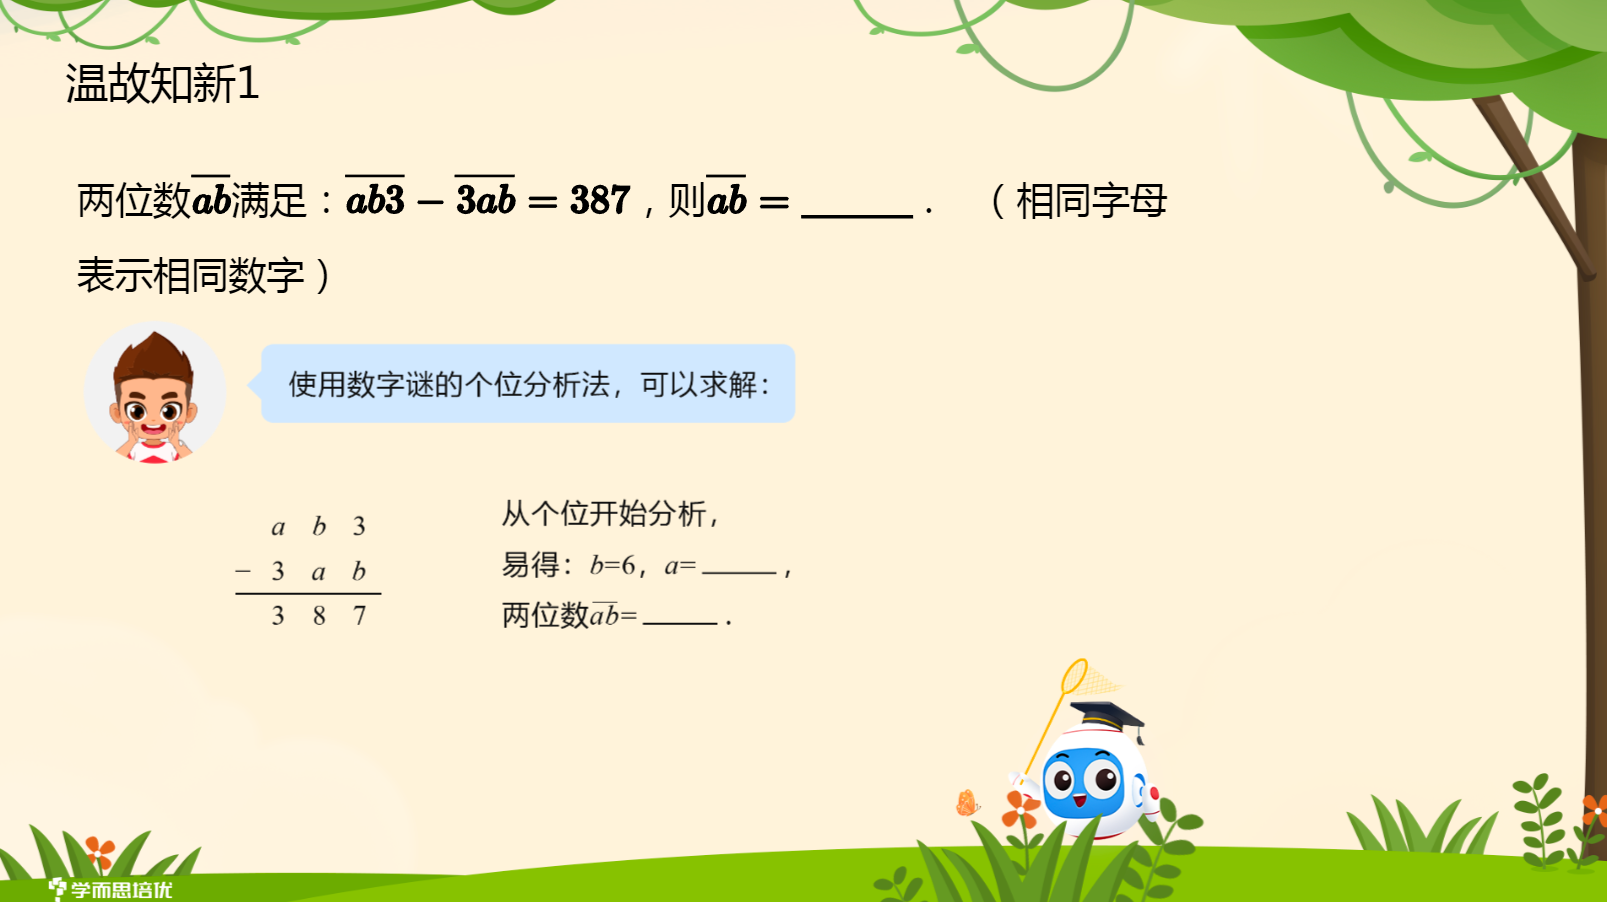 温故知新1
两位数ab满足：ab3 − 3ab = 387，则ab = ______． （相同字母
表示相同数字）
使用数字谜的个位分析法，可以求解：
a b 3
− 3 a b
3 8 7
从个位开始分析，
易得：b=6，a=_____，
两位数ab=_____．
学而思培优